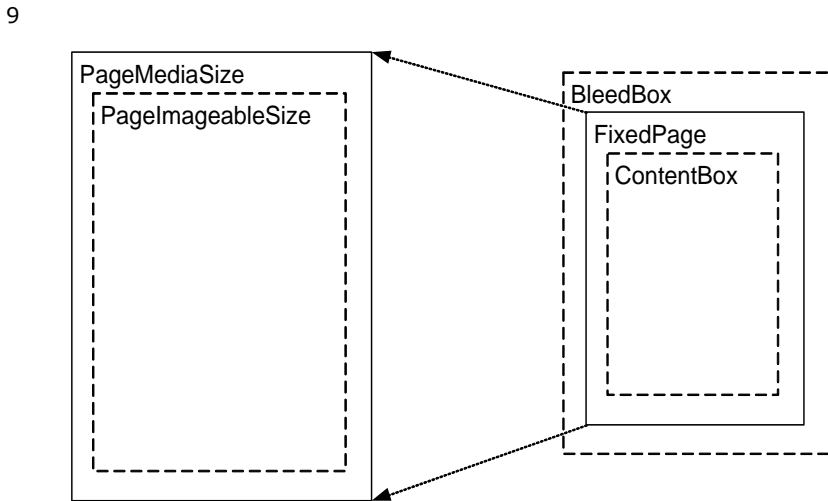 9
PageMediaSize
PageImageableSize
BleedBox
FixedPage
ContentBox